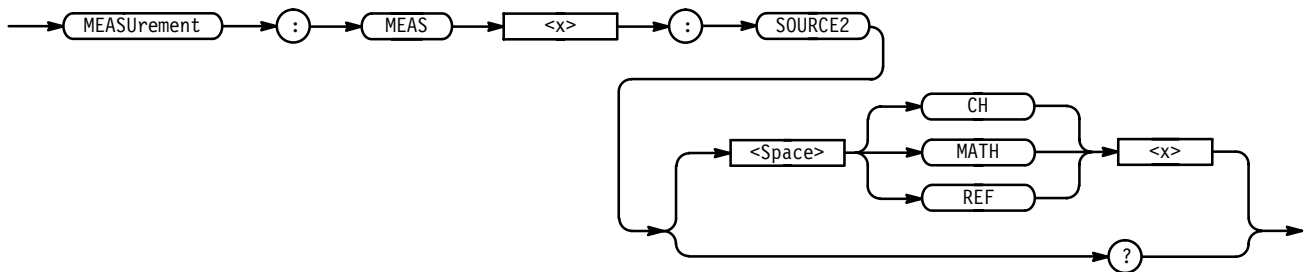 MEASUrement : MEAS <x> : SOURCE2
CH
<Space> MATH <x>
REF
?